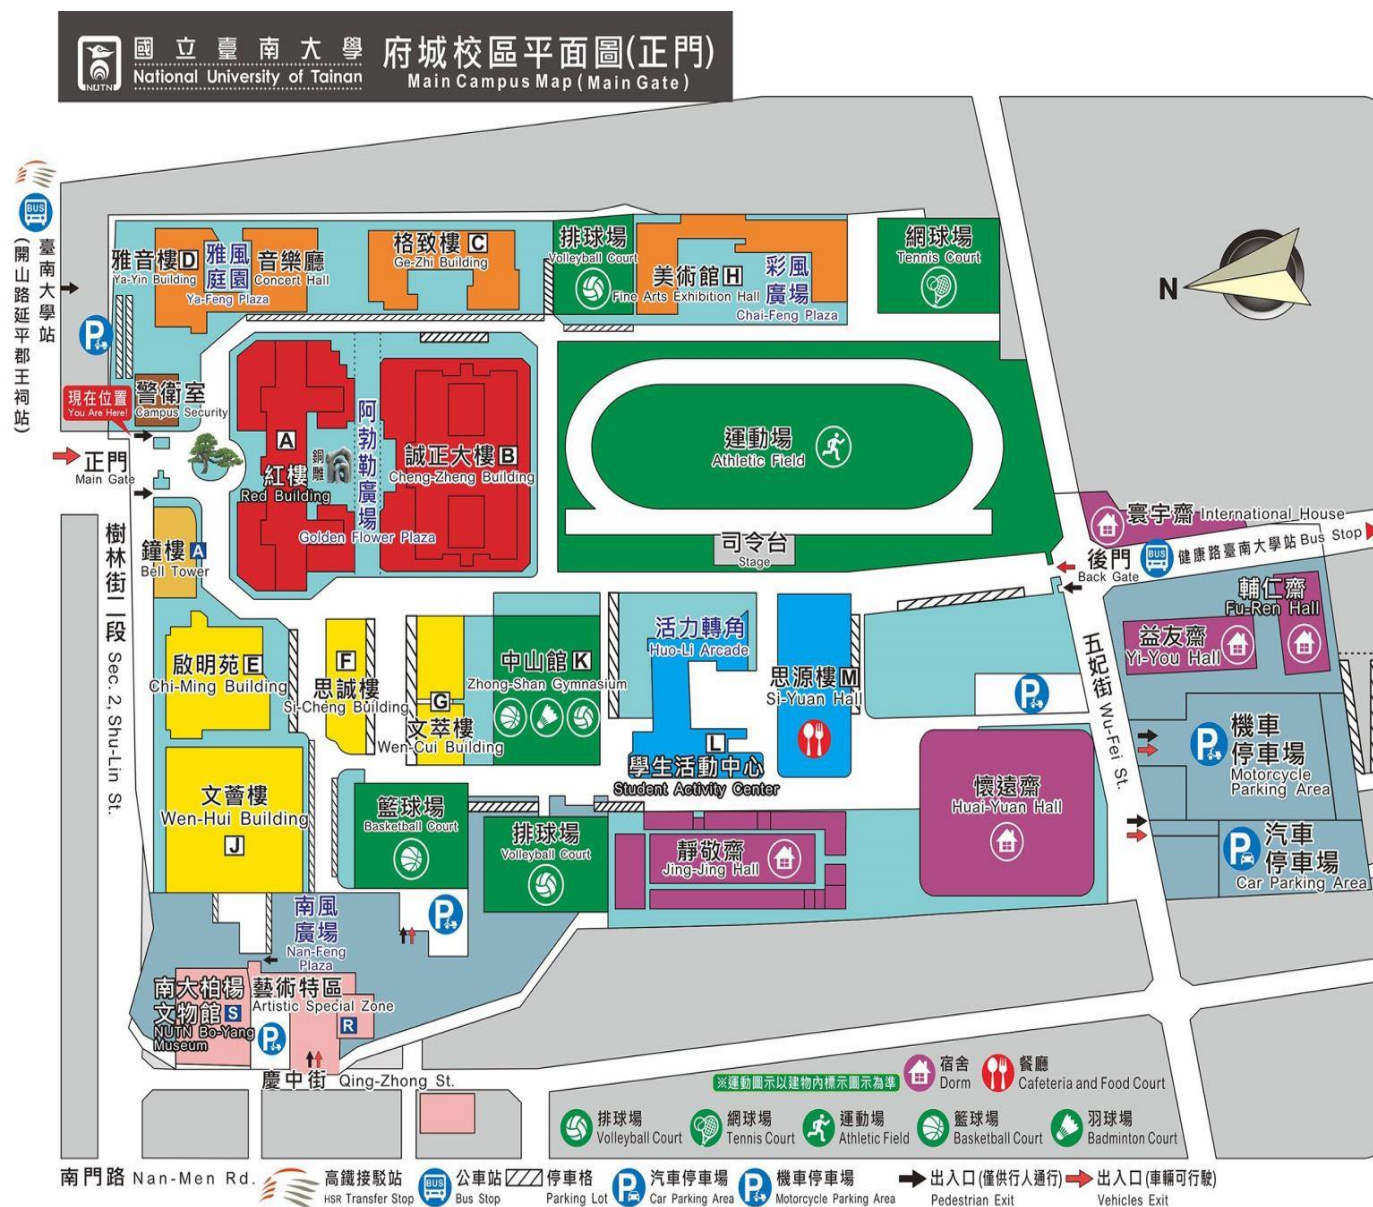 國立臺南大學
National University of Tainan
NUTN
府城校區平面圖(正門)
Main Campus Map (Main Gate)
BUS
臺南大學站
(開山路延平郡王祠站)
雅音樓 D
Ya-Yin Building
雅風
庭園
Ya-Feng Plaza
音樂廳
Concert Hall
格致樓 C
Ge-Zhi Building
排球場
Volleyball Court
美術館 H
Fine Arts Exhibition Hall
彩風
廣場
Chai-Feng Plaza
網球場
Tennis Court
N
P
警衛室
Campus Security
現在位置
You Are Here!
正門
Main Gate
A
紅樓
Red Building
銅雕
阿勃勒廣場
Golden Flower Plaza
誠正大樓 B
Cheng-Zheng Building
運動場
Athletic Field
司令台
Stage
鐘樓 A
Bell Tower
寰宇齋 International House
後門
Back Gate
BUS
健康路臺南大學站 Bus Stop
樹林街二段 Sec. 2, Shu-Lin St.
啟明苑 E
Chi-Ming Building
F
思誠樓
Si-Cheng Building
G
文萃樓
Wen-Cui Building
中山館 K
Zhong-Shan Gymnasium
活力轉角
Huo-Li Arcade
L
學生活動中心
Student Activity Center
思源樓 M
Si-Yuan Hall
P
五妃街 Wu-Fei St.
輔仁齋
Fu-Ren Hall
益友齋
Yi-You Hall
P
機車
停車場
Motorcycle
Parking Area
P
汽車
停車場
Car Parking Area
文薈樓
Wen-Hui Building
J
籃球場
Basketball Court
排球場
Volleyball Court
靜敬齋
Jing-Jing Hall
懷遠齋
Huai-Yuan Hall
P
南風
廣場
Nan-Feng
Plaza
南大柏楊
文物館 S
NUTN Bo-Yang
Museum
藝術特區
Artistic Special Zone
R
P
慶中街 Qing-Zhong St.
※運動圖示以建物內標示圖示為準
宿舍
Dorm
餐廳
Cafeteria and Food Court
排球場
Volleyball Court
網球場
Tennis Court
運動場
Athletic Field
籃球場
Basketball Court
羽球場
Badminton Court
南門路 Nan-Men Rd.
高鐵接駁站
HSR Transfer Stop
BUS
公車站
Bus Stop
停車格
Parking Lot
P
汽車停車場
Car Parking Area
P
機車停車場
Motorcycle Parking Area
出入口(僅供行人通行)
Pedestrian Exit
出入口(車輛可行駛)
Vehicles Exit